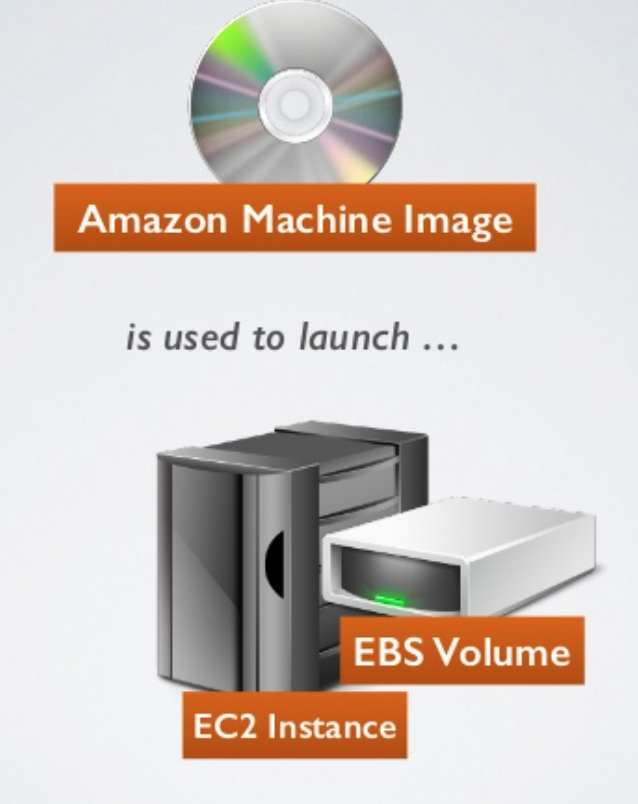 Amazon Machine Image
is used to launch ...
EBS Volume
EC2 Instance